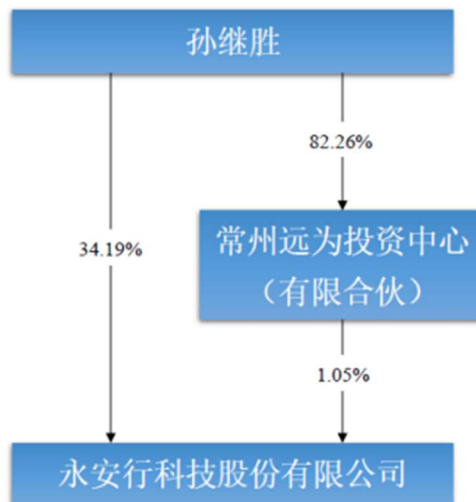 孙继胜
82.26%
34.19%
常州远为投资中心
（有限合伙）
1.05%
永安行科技股份有限公司